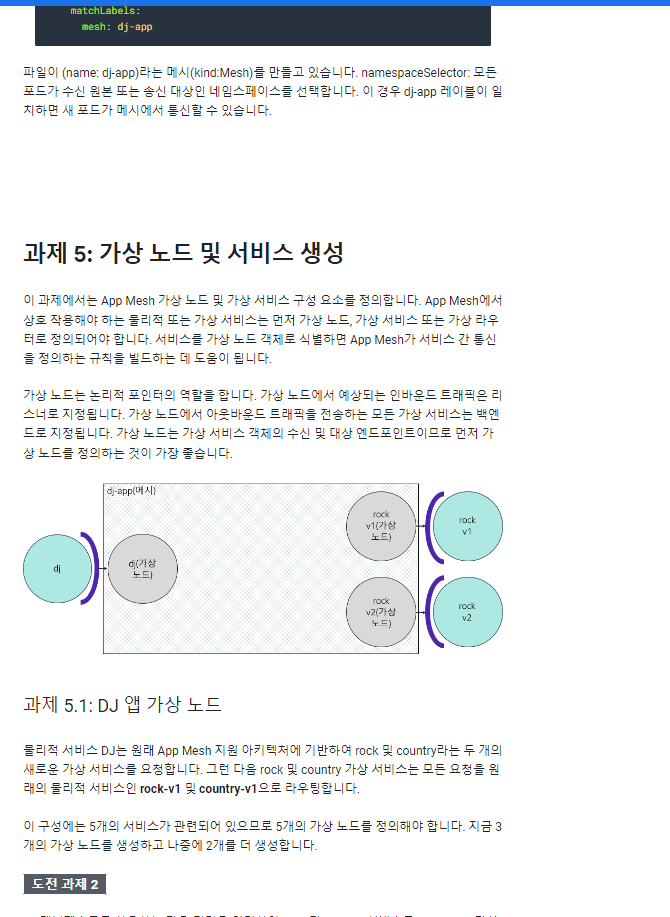 matchLabels:
mesh: dj-app
파일이 (name: dj-app)라는 메시(kind:Mesh)를 만들고 있습니다. namespaceSelector: 모든
포드가 수신 원본 또는 송신 대상인 네임스페이스를 선택합니다. 이 경우 dj-app 레이블이 일
치하면 새 포드가 메시에서 통신할 수 있습니다.
과제 5: 가상 노드 및 서비스 생성
이 과제에서는 App Mesh 가상 노드 및 가상 서비스 구성 요소를 정의합니다. App Mesh에서
상호 작용해야 하는 물리적 또는 가상 서비스는 먼저 가상 노드, 가상 서비스 또는 가상 라우
터로 정의되어야 합니다. 서비스를 가상 노드 객체로 식별하면 App Mesh가 서비스 간 통신
을 정의하는 규칙을 빌드하는 데 도움이 됩니다.
가상 노드는 논리적 포인터의 역할을 합니다. 가상 노드에서 예상되는 인바운드 트래픽은 리
스너로 지정됩니다. 가상 노드에서 아웃바운드 트래픽을 전송하는 모든 가상 서비스는 백엔
드로 지정됩니다. 가상 노드는 가상 서비스 객체의 수신 및 대상 엔드포인트이므로 먼저 가
상 노드를 정의하는 것이 가장 좋습니다.
dj-app(메시)
dj
dj(가상
노드)
rock
v1(가상
노드)
rock
v1
rock
v2(가상
노드)
rock
v2
과제 5.1: DJ 앱 가상 노드
물리적 서비스 DJ는 원래 App Mesh 지원 아키텍처에 기반하여 rock 및 country라는 두 개의
새로운 가상 서비스를 요청합니다. 그런 다음 rock 및 country 가상 서비스는 모든 요청을 원
래의 물리적 서비스인 rock-v1 및 country-v1으로 라우팅합니다.
이 구성에는 5개의 서비스가 관련되어 있으므로 5개의 가상 노드를 정의해야 합니다. 지금 3
개의 가상 노드를 생성하고 나중에 2개를 더 생성합니다.
도전 과제 2